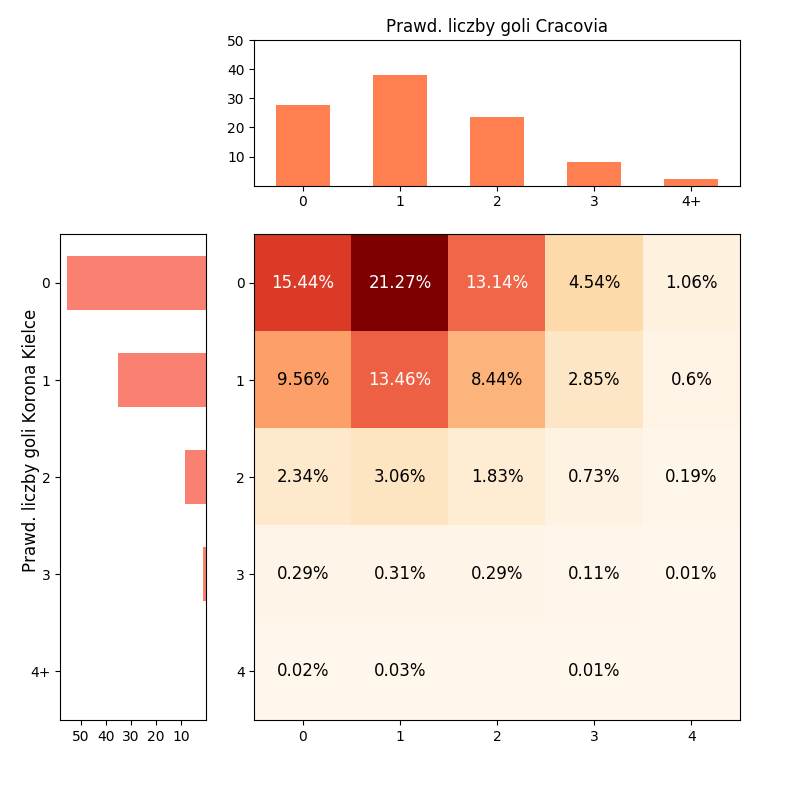 Prawd. liczby goli Cracovia
50
40
30
20
10
0 1 2 3 4+
Prawd. liczby goli Korona Kielce
0
1
2
3
4+
50 40 30 20 10
0 15.44% 21.27% 13.14% 4.54% 1.06%
1 9.56% 13.46% 8.44% 2.85% 0.6%
2 2.34% 3.06% 1.83% 0.73% 0.19%
3 0.29% 0.31% 0.29% 0.11% 0.01%
4 0.02% 0.03% 0.01%
0 1 2 3 4